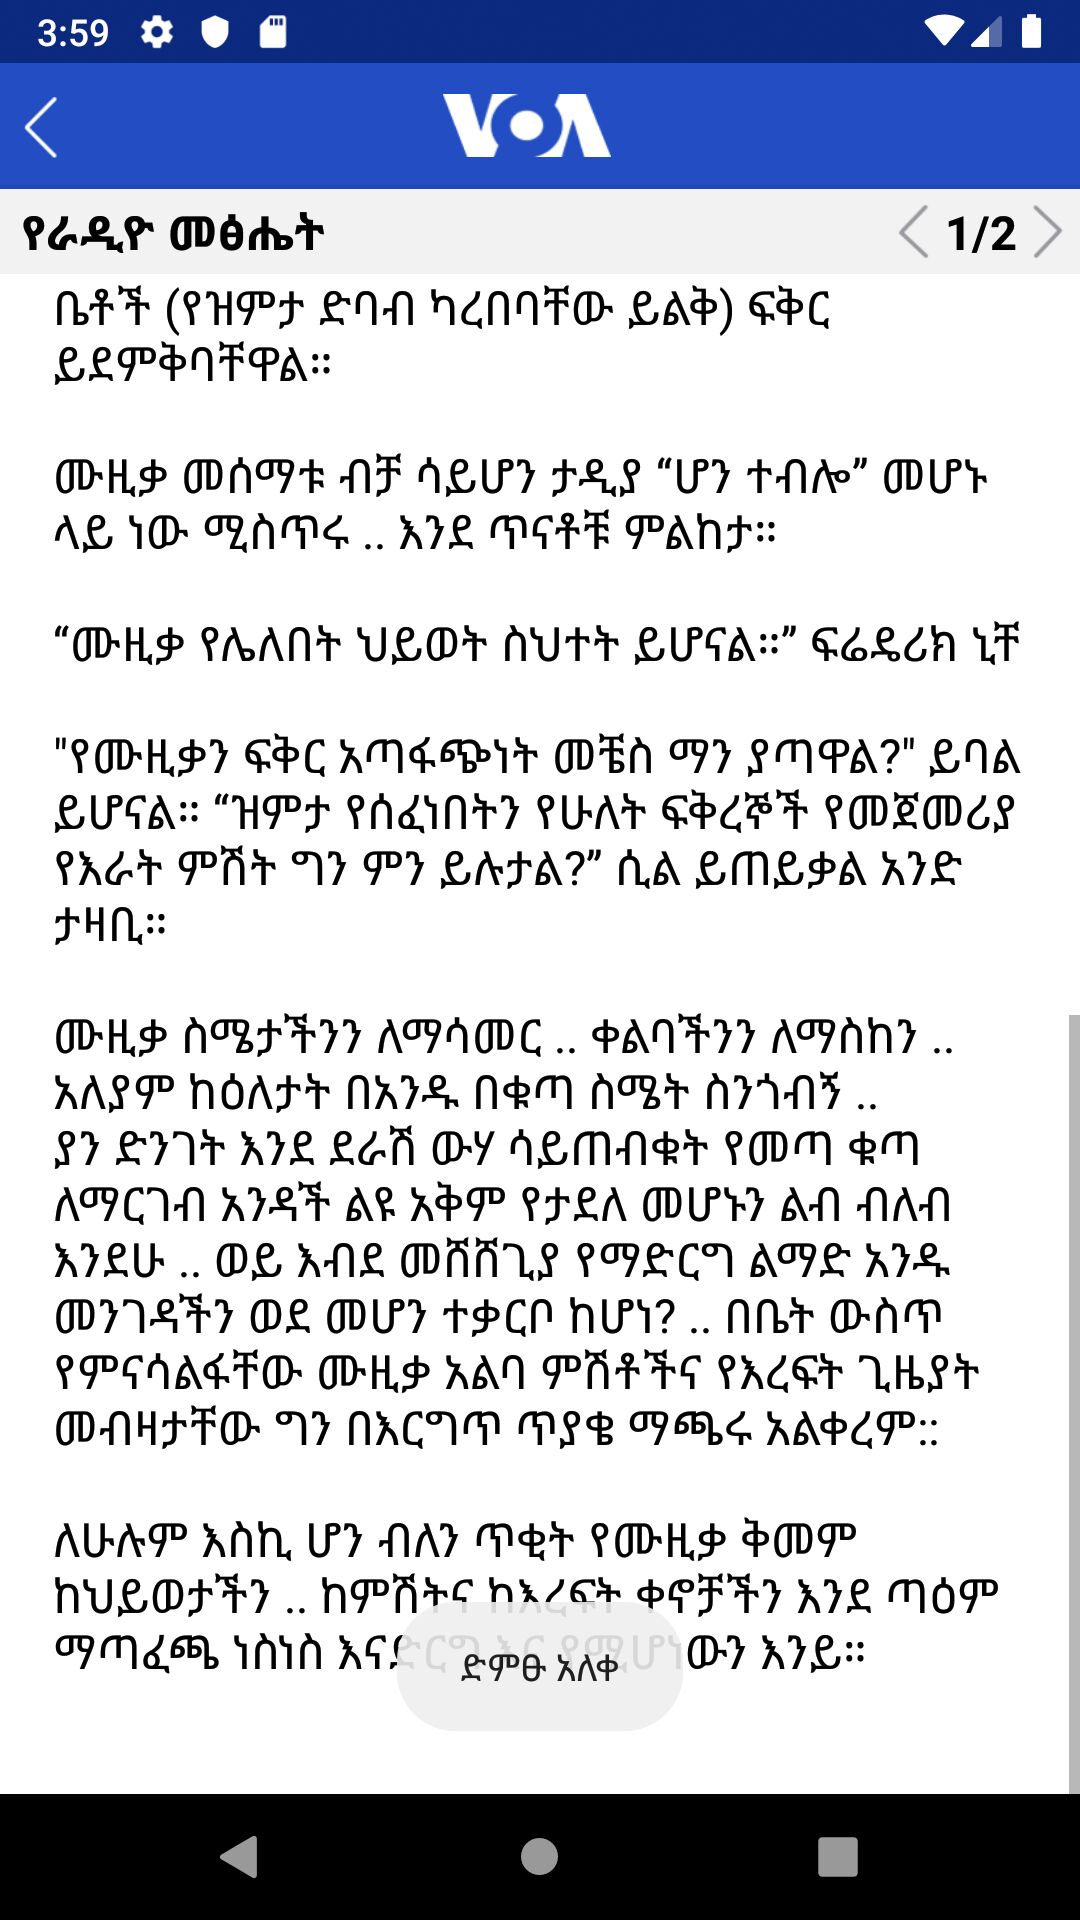 3:59
VOA
የራዲዮ መፅሔት
1/2
ቤቶች (የዝምታ ድባብ ካረበባቸው ይልቅ) ፍቅር
ይደምቅባቸዋል።
ሙዚቃ መሰማቱ ብቻ ሳይሆን ታዲያ “ሆን ተብሎ” መሆኑ
ላይ ነው ሚስጥሩ .. እንደ ጥናቶቹ ምልከታ።
“ሙዚቃ የሌለበት ህይወት ስህተት ይሆናል።” ፍሬዴሪክ ኒቸ
"የሙዚቃን ፍቅር አጣፋጭነት መቼስ ማን ያጣዋል?" ይባል
ይሆናል። “ዝምታ የሰፈነበትን የሁለት ፍቅረኞች የመጀመሪያ
የእራት ምሽት ግን ምን ይሉታል?” ሲል ይጠይቃል አንድ
ታዛቢ።
ሙዚቃ ስሜታችንን ለማሳመር .. ቀልባችንን ለማስከን ..
አለያም ከዕለታት በአንዱ በቁጣ ስሜት ስንጎብኝ ..
ያን ድንገት እንደ ደራሽ ውሃ ሳይጠብቁት የመጣ ቁጣ
ለማርገብ አንዳች ልዩ አቅም የታደለ መሆኑን ልብ ብለብ
እንደሁ .. ወይ እብደ መሸሸጊያ የማድርግ ልማድ አንዱ
መንገዳችን ወደ መሆን ተቃርቦ ከሆነ? .. በቤት ውስጥ
የምናሳልፋቸው ሙዚቃ አልባ ምሽቶችና የእረፍት ጊዜያት
መብዛታቸው ግን በእርግጥ ጥያቄ ማጫሩ አልቀረም::
ለሁሉም እስኪ ሆን ብለን ጥቂት የሙዚቃ ቅመም
ከህይወታችን .. ከምሽትና ከእረፍት ቀኖቻችን እንደ ጣዕም
ማጣፈጫ ነስነስ እናድርግ እና የሚሆነውን እንይ።
ድምፁ አለቀ